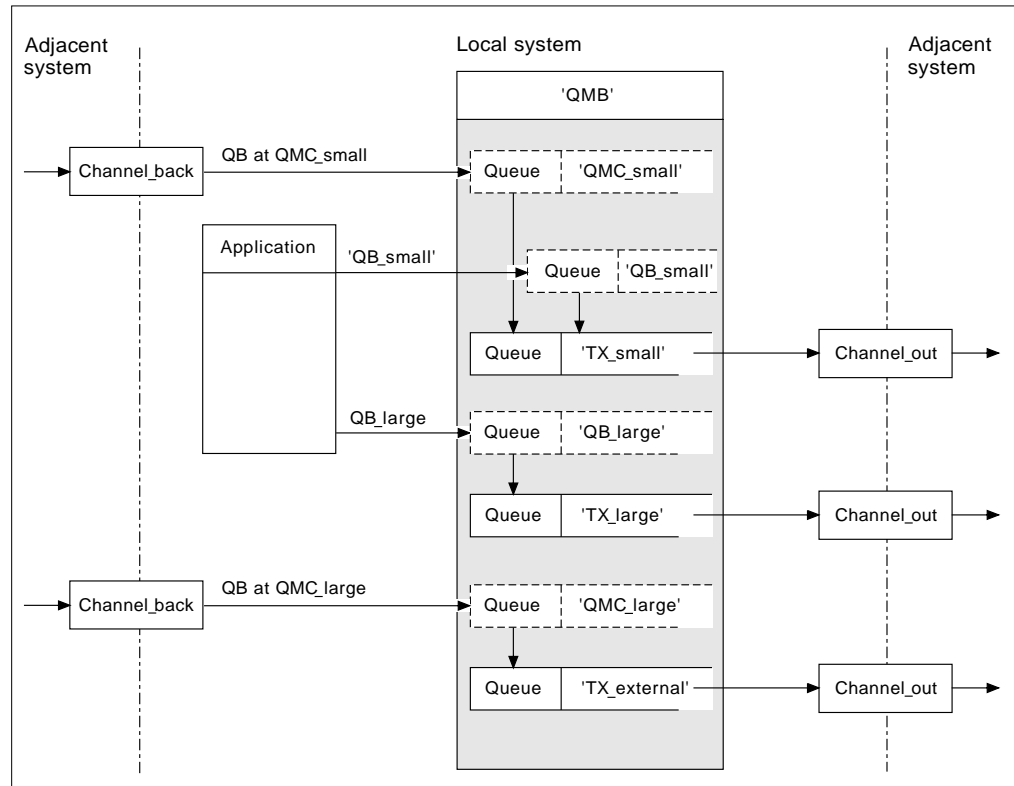 Adjacent
system
Local system
Adjacent
system
'QMB'
Channel_back
QB at QMC_small
Queue
'QMC_small'
Application
'QB_small'
Queue
'QB_small'
Queue
'TX_small'
Channel_out
QB_large
Queue
'QB_large'
Queue
'TX_large'
Channel_out
Channel_back
QB at QMC_large
Queue
'QMC_large'
Queue
'TX_external'
Channel_out